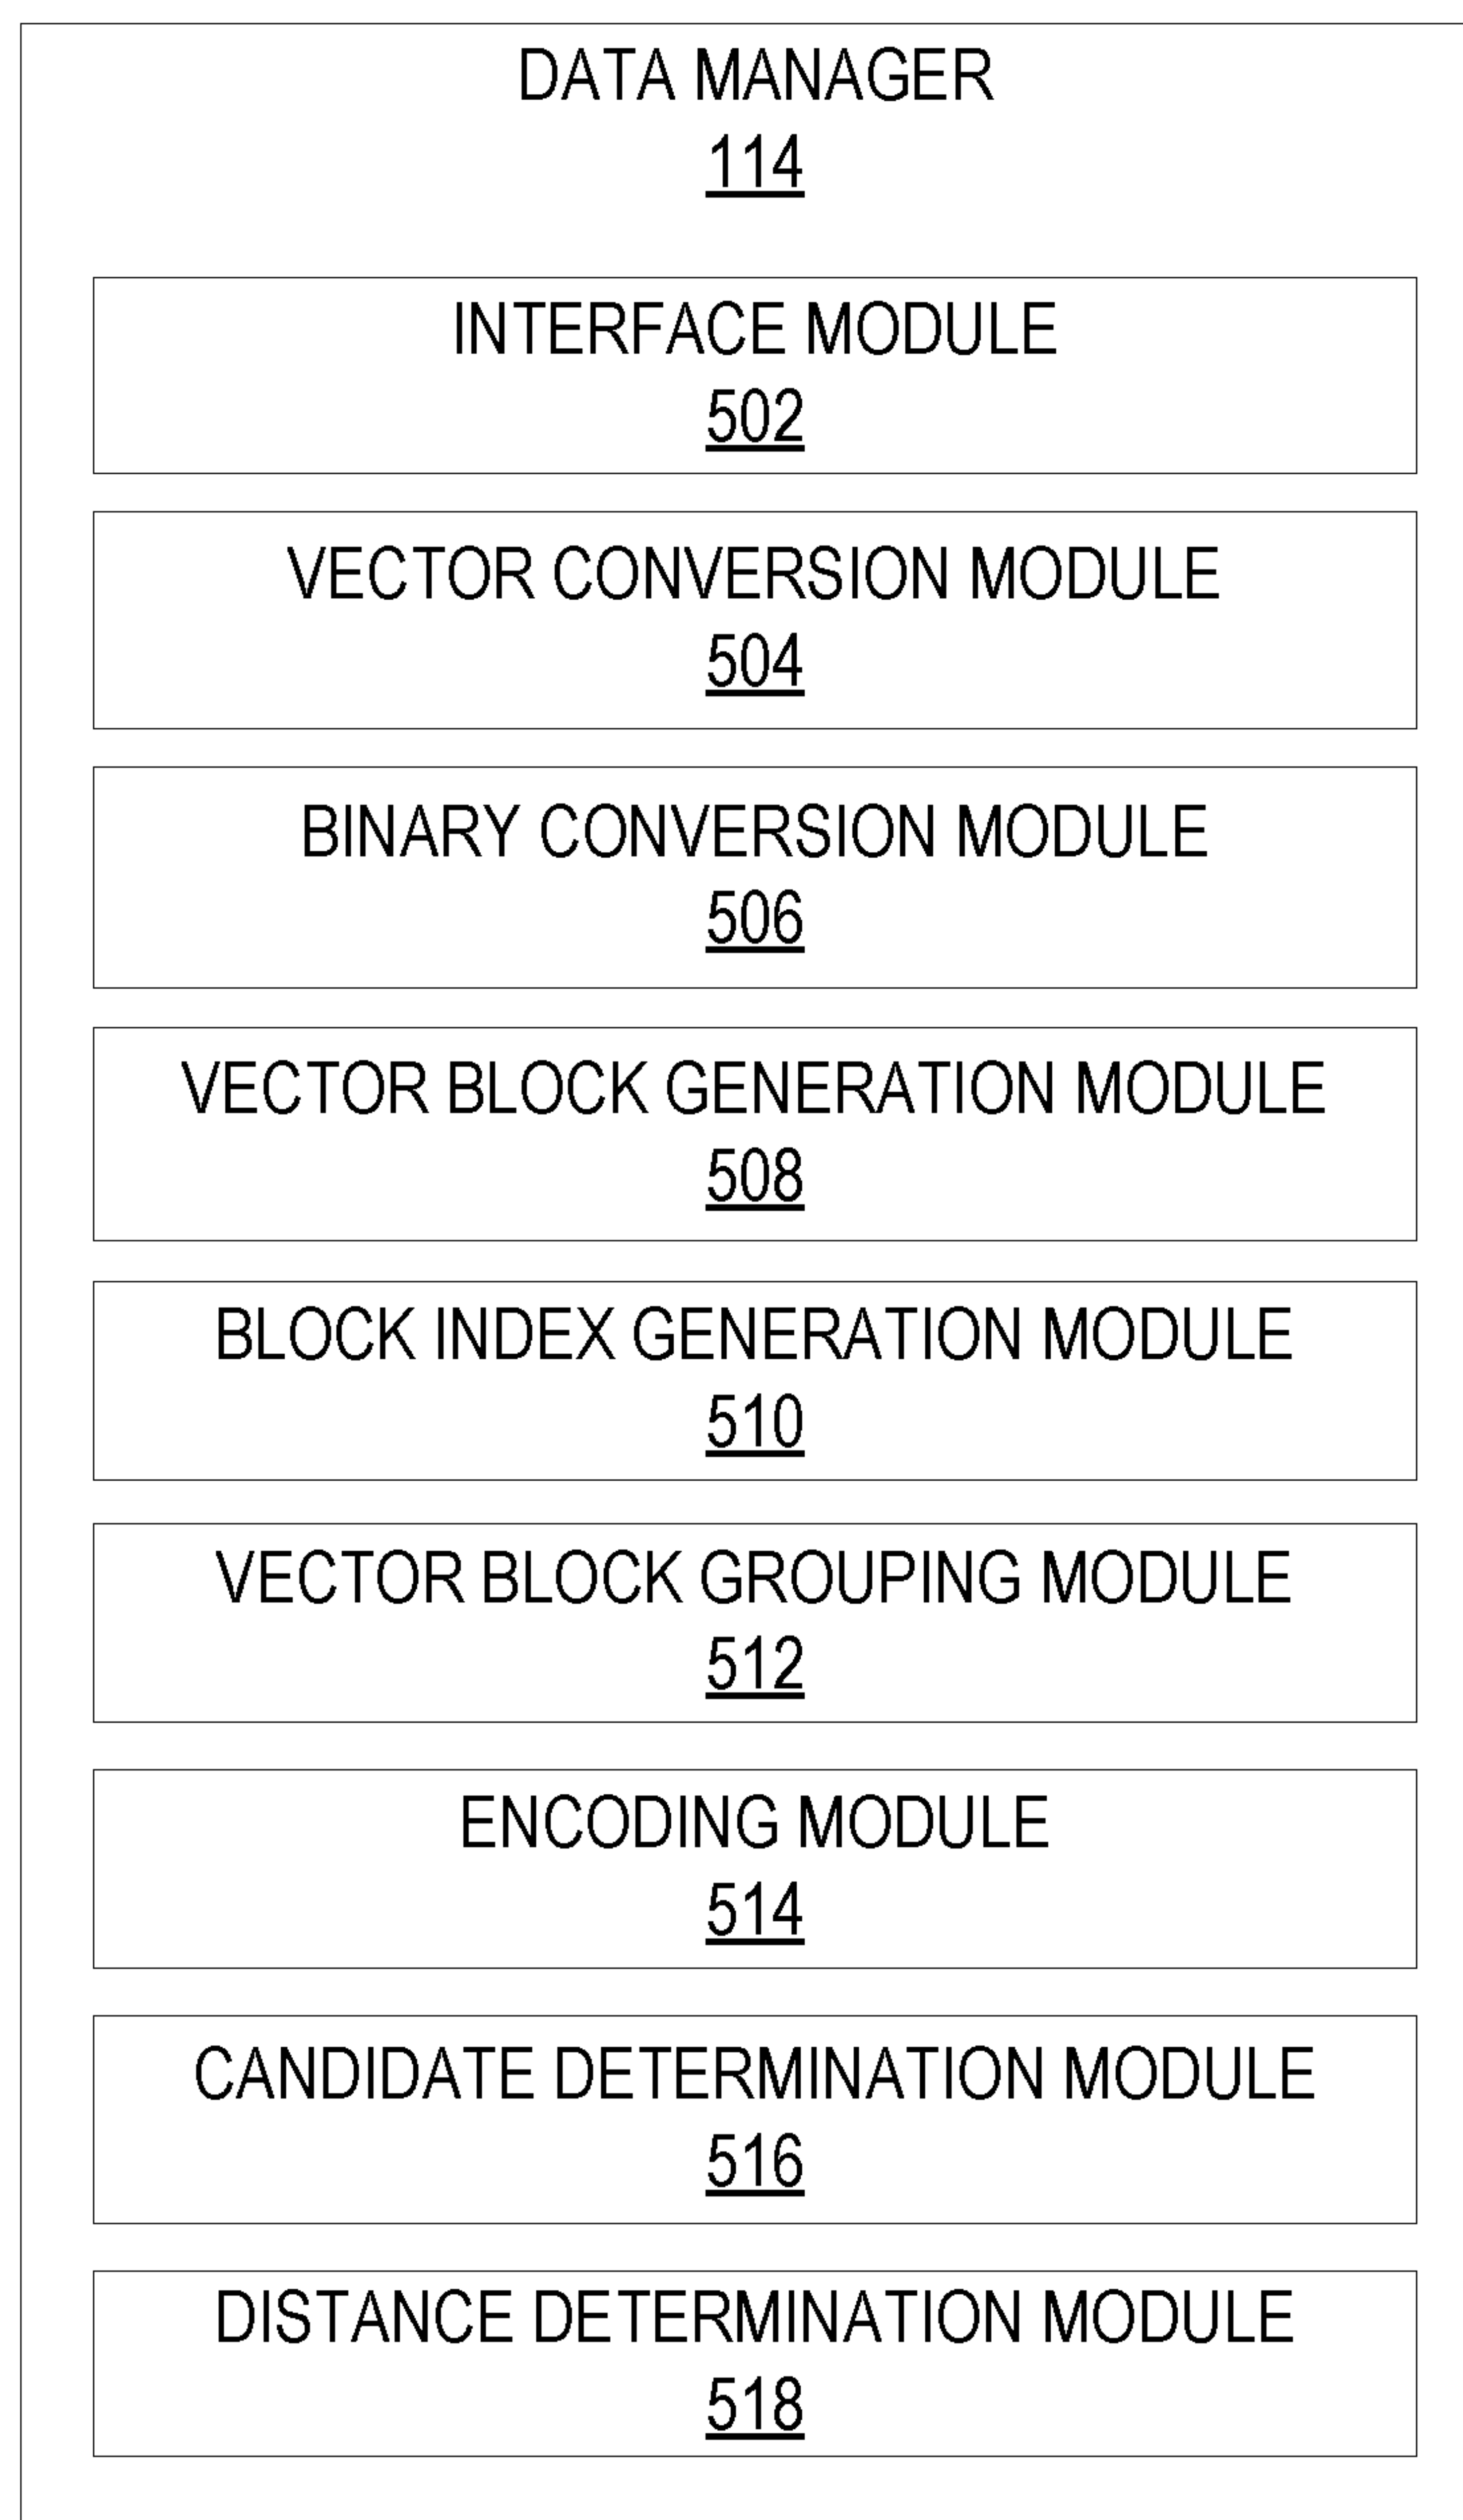 DATA MANAGER
114
INTERFACE MODULE
502
VECTOR CONVERSION MODULE
504
BINARY CONVERSION MODULE
506
VECTOR BLOCK GENERATION MODULE
508
BLOCK INDEX GENERATION MODULE
510
VECTOR BLOCK GROUPING MODULE
512
ENCODING MODULE
514
CANDIDATE DETERMINATION MODULE
516
DISTANCE DETERMINATION MODULE
518